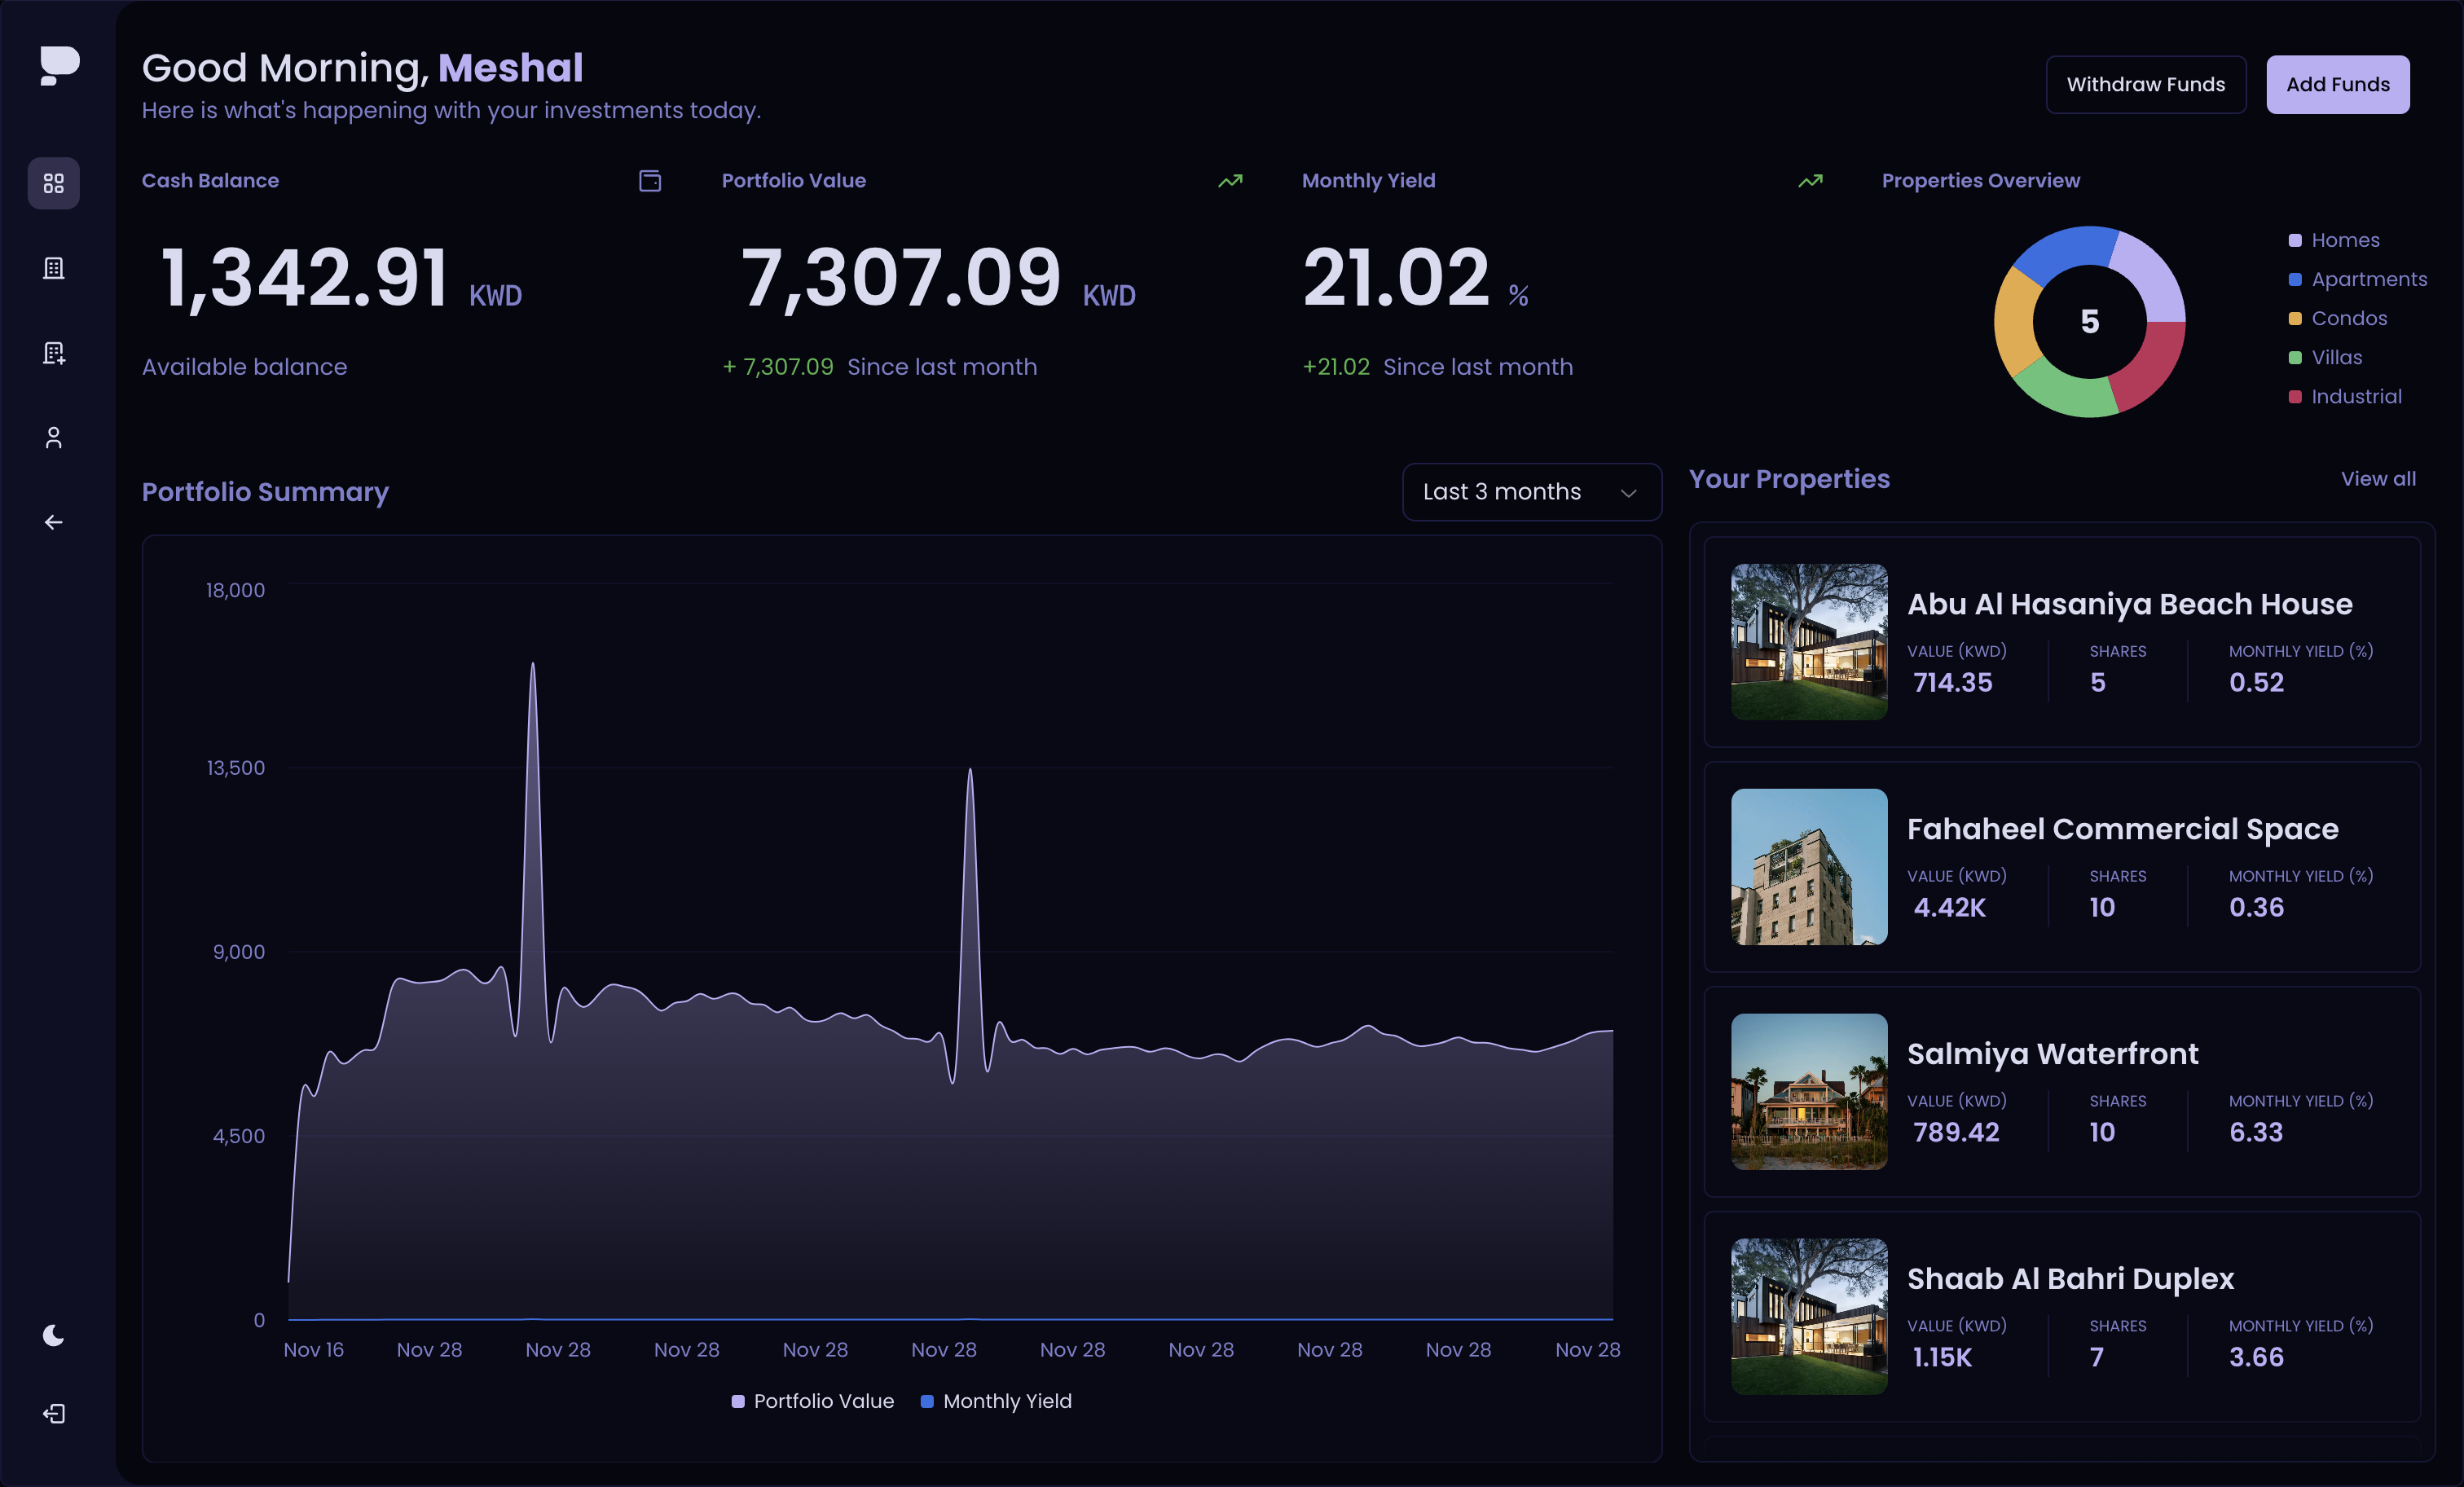 Good Morning, Meshal
Here is what's happening with your investments today.
Withdraw Funds
Add Funds
Cash Balance
1,342.91 KWD
Available balance
Portfolio Value
7,307.09 KWD
+ 7,307.09 Since last month
Monthly Yield
21.02 %
+21.02 Since last month
Properties Overview
5
Homes
Apartments
Condos
Villas
Industrial
Portfolio Summary
Last 3 months
18,000
13,500
9,000
4,500
0
Nov 16 Nov 28 Nov 28 Nov 28 Nov 28 Nov 28 Nov 28 Nov 28 Nov 28 Nov 28 Nov 28
Portfolio Value Monthly Yield
Your Properties
View all
Abu Al Hasaniya Beach House
VALUE (KWD) SHARES MONTHLY YIELD (%)
714.35 5 0.52
Fahaheel Commercial Space
VALUE (KWD) SHARES MONTHLY YIELD (%)
4.42K 10 0.36
Salmiya Waterfront
VALUE (KWD) SHARES MONTHLY YIELD (%)
789.42 10 6.33
Shaab Al Bahri Duplex
VALUE (KWD) SHARES MONTHLY YIELD (%)
1.15K 7 3.66